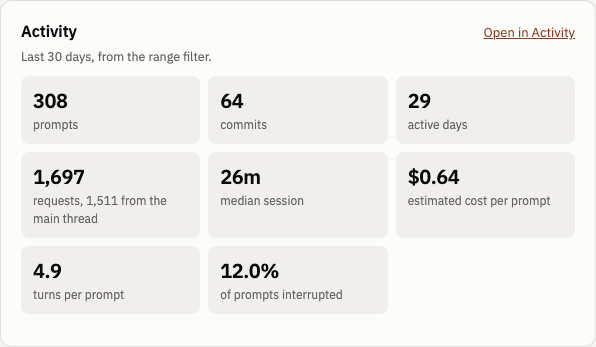 Activity
Open in Activity
Last 30 days, from the range filter.
308
prompts
64
commits
29
active days
1,697
requests, 1,511 from the
main thread
26m
median session
$0.64
estimated cost per prompt
4.9
turns per prompt
12.0%
of prompts interrupted